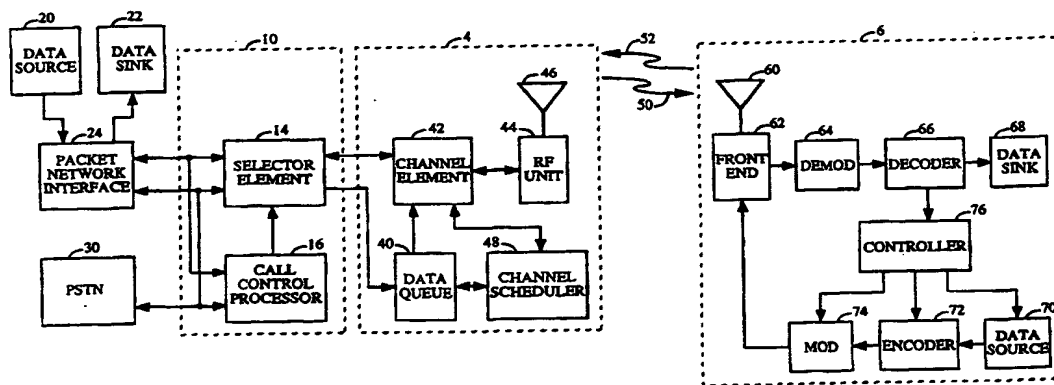 20
DATA
SOURCE
22
DATA
SINK
24
PACKET
NETWORK
INTERFACE
30
PSTN
10
14
SELECTOR
ELEMENT
16
CALL
CONTROL
PROCESSOR
4
46
42
CHANNEL
ELEMENT
44
RF
UNIT
40
DATA
QUEUE
48
CHANNEL
SCHEDULER
52
50
6
60
62
FRONT
END
64
DEMOD
66
DECODER
68
DATA
SINK
76
CONTROLLER
74
MOD
72
ENCODER
70
DATA
SOURCE